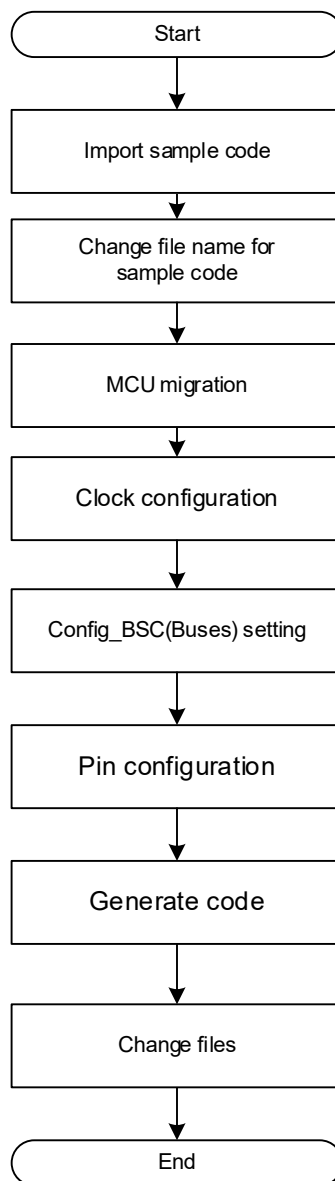 Start
Import sample code
Change file name for
sample code
MCU migration
Clock configuration
Config_BSC(Buses) setting
Pin configuration
Generate code
Change files
End